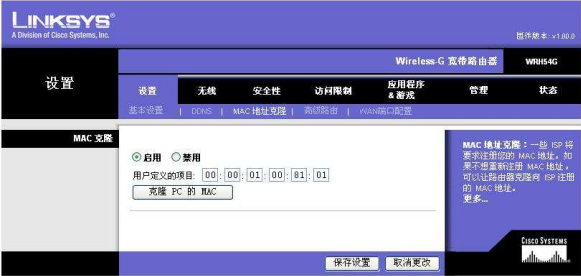 LINKSYS®
A Division of Cisco Systems, Inc.
固件版本: v1.00.0
Wireless-G 宽带路由器 WRH54G
设置
设置 无线 安全性 访问限制 应用程序 & 游戏 管理 状态
基本设置 | DDNS | MAC 地址克隆 | 高级路由 | WAN端口配置
MAC 克隆
启用 禁用
用户定义的项目: 00 : 00 : 01 : 00 : 81 : 01
克隆 PC 的 MAC
MAC 地址克隆：一些 ISP 将
要求注册您的 MAC 地址。如
果不想重新注册 MAC 地址，
可以让路由器克隆向 ISP 注册
的 MAC 地址。
更多...
保存设置 取消更改
CISCO SYSTEMS